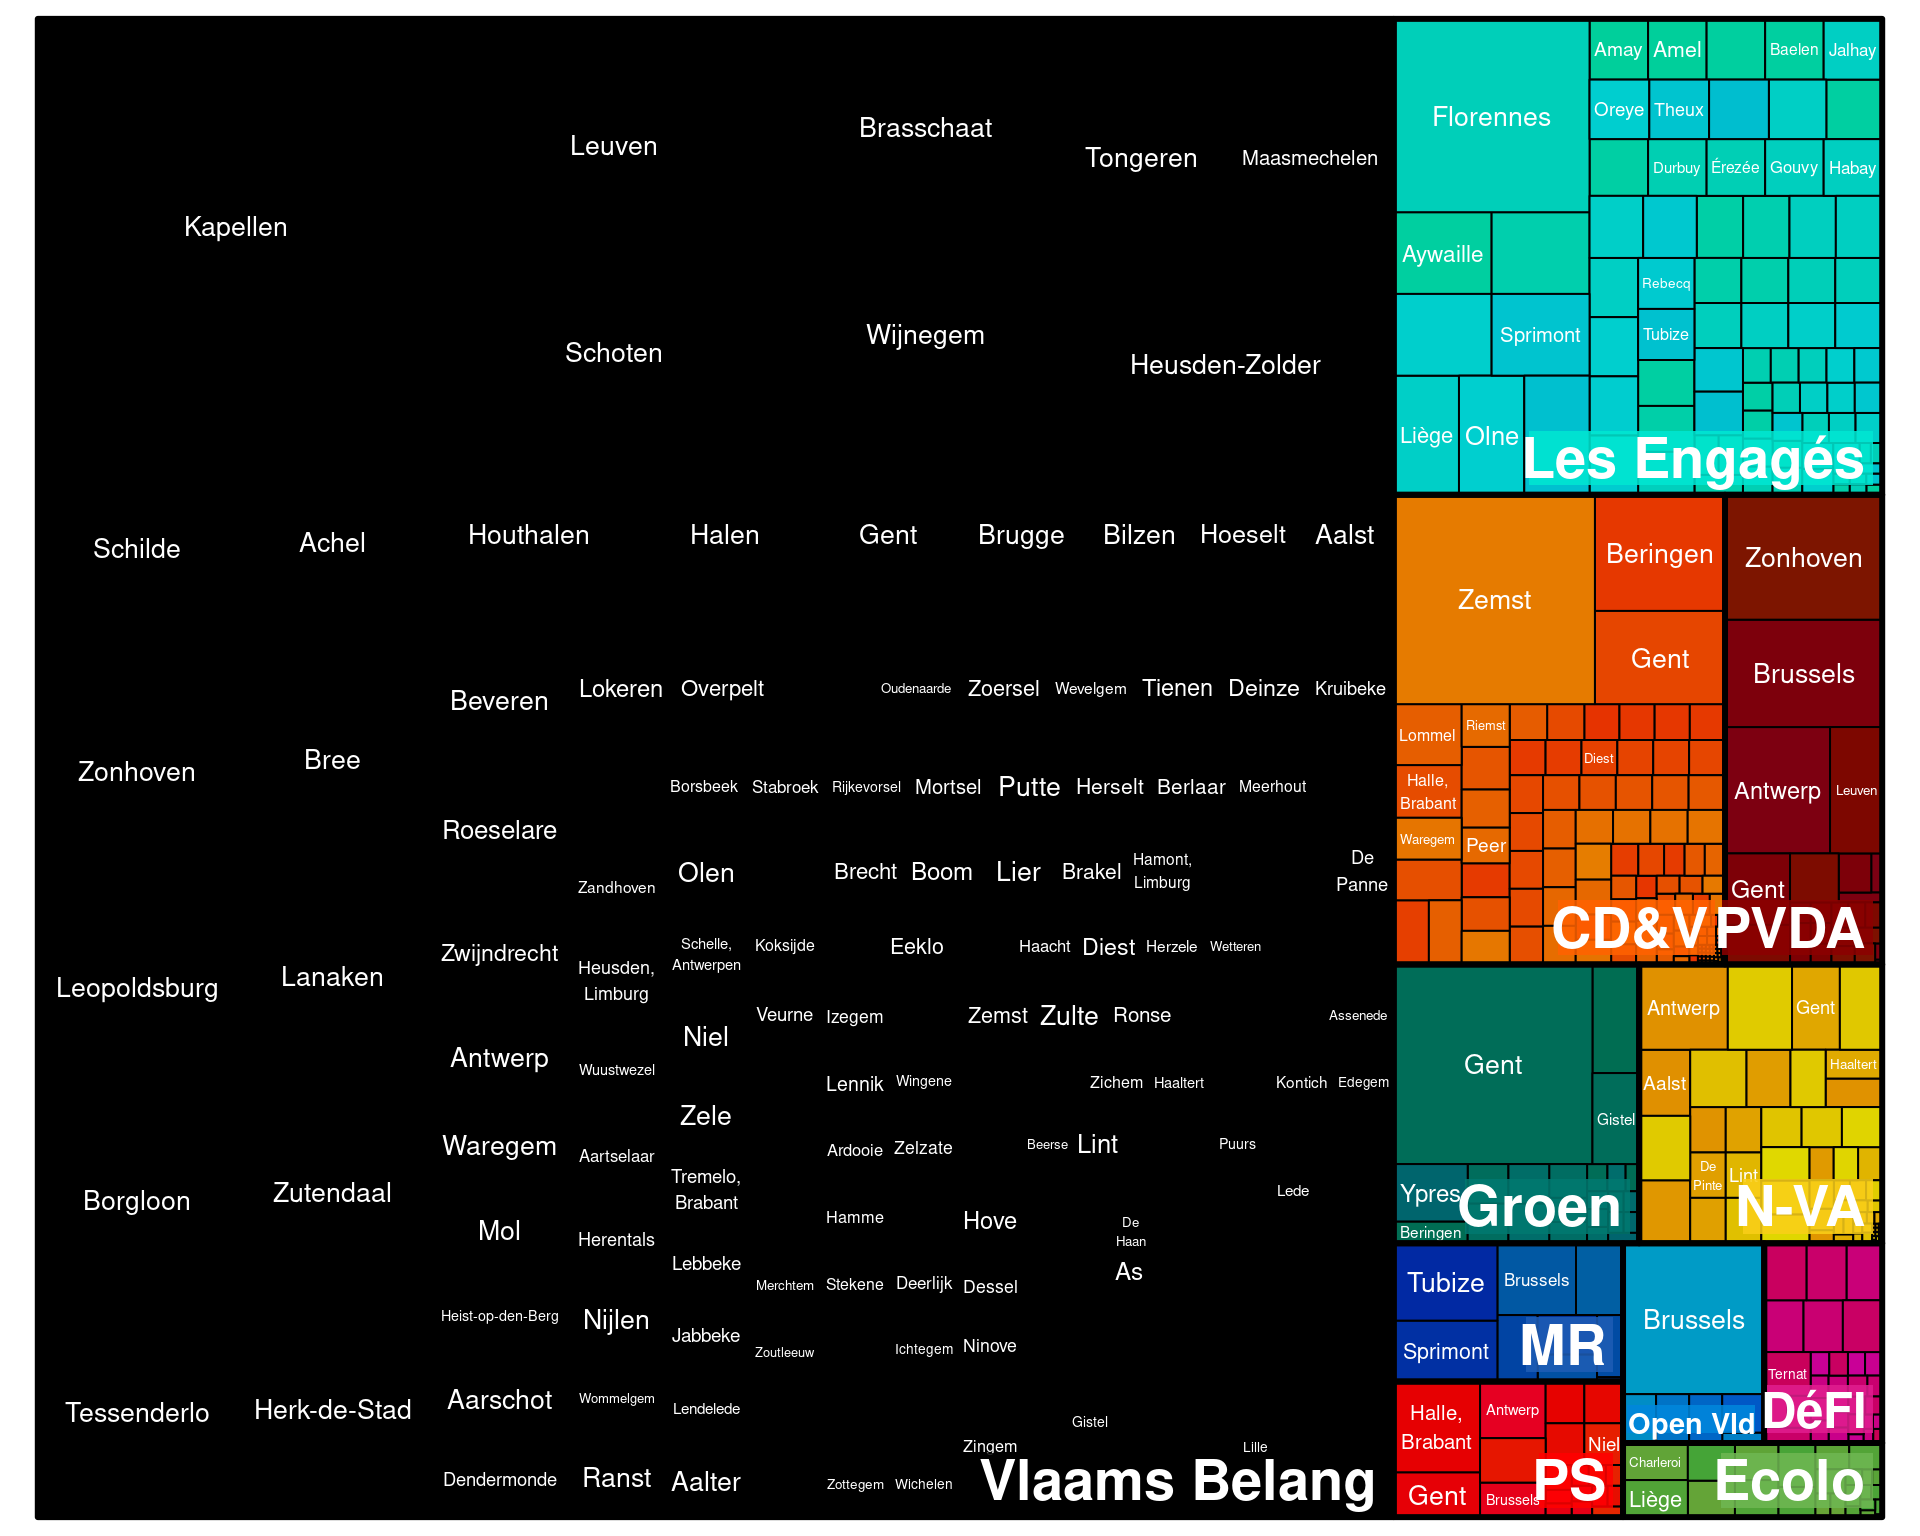 Kapellen
Leuven
Brasschaat
Tongeren
Maasmechelen
Schoten
Wijnegem
Heusden-Zolder
Schilde
Achel
Houthalen
Halen
Gent
Brugge
Bilzen
Hoeselt
Aalst
Zonhoven
Bree
Beveren
Lokeren
Overpelt
Oudenaarde
Zoersel
Wevelgem
Tienen
Deinze
Kruibeke
Borsbeek
Stabroek
Rijkevorsel
Mortsel
Putte
Herselt
Berlaar
Meerhout
Roeselare
Zandhoven
Olen
Brecht
Boom
Lier
Brakel
Hamont,
Limburg
De
Panne
Leopoldsburg
Lanaken
Zwijndrecht
Heusden,
Limburg
Schelle,
Antwerpen
Koksijde
Eeklo
Haacht
Diest
Herzele
Wetteren
Antwerp
Wuustwezel
Niel
Veurne
Izegem
Zemst
Zulte
Ronse
Assenede
Lennik
Wingene
Zichem
Haaltert
Kontich
Edegem
Borgloon
Zutendaal
Waregem
Aartselaar
Zele
Ardooie
Zelzate
Beerse
Lint
Puurs
Tremelo,
Brabant
Lede
Mol
Herentals
Hamme
Hove
De
Haan
Lebbeke
Merchtem
Stekene
Deerlijk
Dessel
As
Heist-op-den-Berg
Nijlen
Jabbeke
Zoutleeuw
Ichtegem
Ninove
Tessenderlo
Herk-de-Stad
Aarschot
Wommelgem
Lendelede
Gistel
Zingem
Lille
Dendermonde
Ranst
Aalter
Zottegem
Wichelen
Vlaams Belang
Florennes
Amay
Amel
Baelen
Jalhay
Oreye
Theux
Durbuy
Érezée
Gouvy
Habay
Aywaille
Sprimont
Rebecq
Tubize
Liège
Olne
Les Engagés
Zemst
Beringen
Gent
Lommel
Riemst
Diest
Halle,
Brabant
Waregem
Peer
CD&V
Zonhoven
Brussels
Antwerp
Leuven
Gent
PVDA
Gent
Gistel
Ypres
Beringen
Groen
Antwerp
Gent
Aalst
Haaltert
De
Pinte
Lint
N-VA
Tubize
Brussels
Sprimont
MR
Brussels
Open Vld
Ternat
DéFI
Halle,
Brabant
Antwerp
Niel
Gent
Brussels
PS
Charleroi
Liège
Ecolo